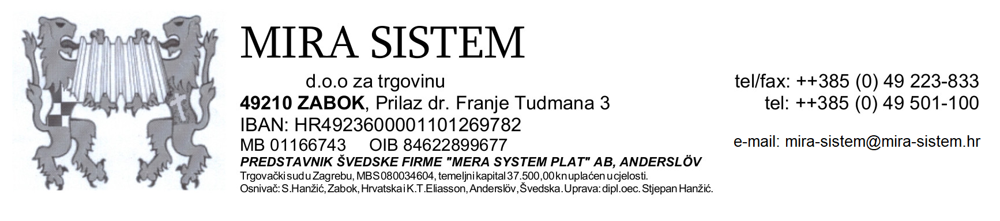 MIRA SISTEM
d.o.o za trgovinu
tel/fax: ++385 (0) 49 223-833
49210 ZABOK, Prilaz dr. Franje Tudmana 3
tel: ++385 (0) 49 501-100
IBAN: HR4923600001101269782
MB 01166743 OIB 84622899677
e-mail: mira-sistem@mira-sistem.hr
PREDSTAVNIK ŠVEDSKE FIRME "MERA SYSTEM PLAT" AB, ANDERSLÖV
Trgovački sud u Zagrebu, MBS 080034604, temeljni kapital 37.500,00 kn uplaćen u cjelosti.
Osnivač: S.Hanžić, Zabok, Hrvatska i K.T.Eliasson, Anderslöv, Švedska. Uprava: dipl.oec. Stjepan Hanžić.